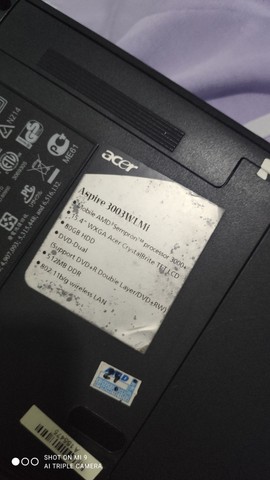 N214
ME61
acer
Aspire 3003WLMi
Mobile AMD Sempron™ processor 3000+
15.4" WXGA Acer CrystalBrite TFT LCD
80GB HDD
DVD-Dual
(Support DVD+R Double Layer/DVD±RW)
512MB DDR
802.11b/g wireless LAN
SHOT ON MI 9
AI TRIPLE CAMERA